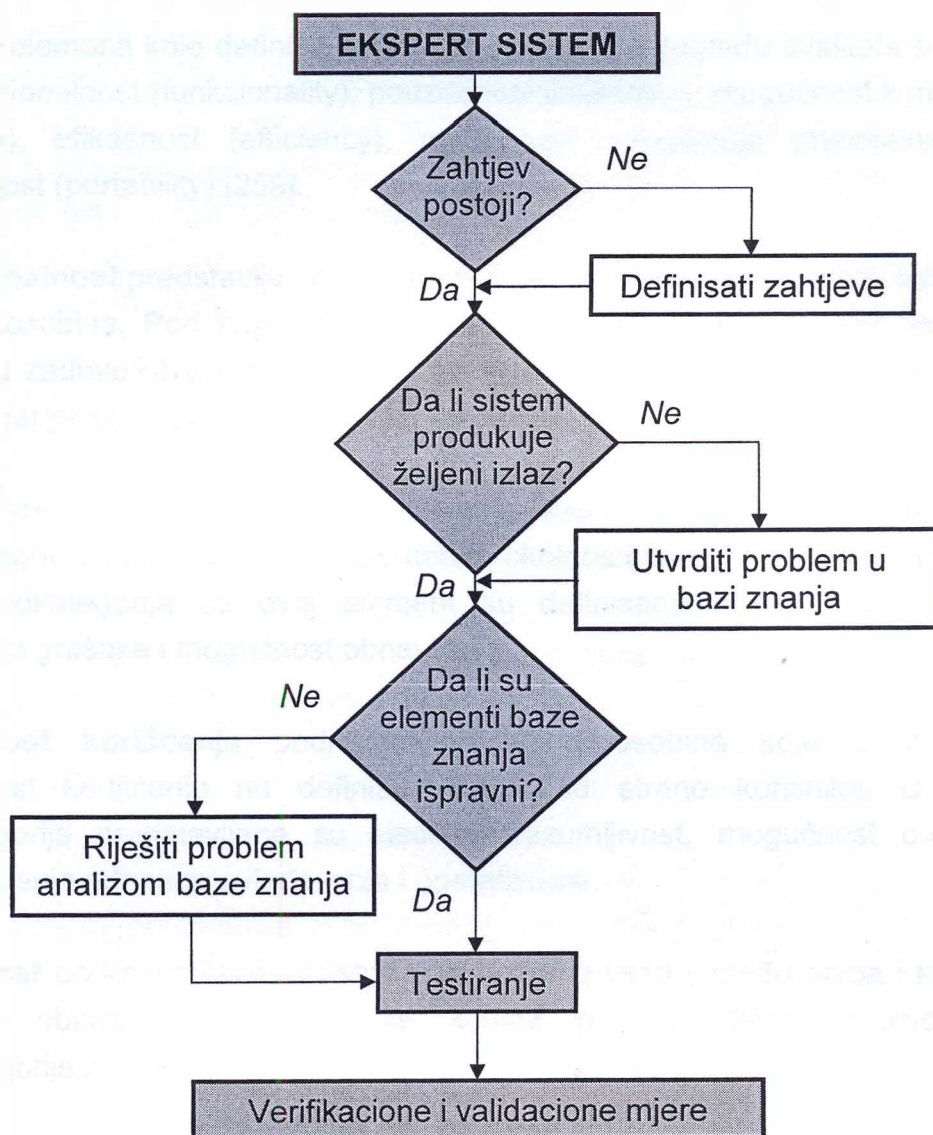 EKSPERT SISTEM
Zahtjev
postoji?
Ne
Da
Definisati zahtjeve
Da li sistem
produkuje
željeni izlaz?
Ne
Da
Utvrditi problem u
bazi znanja
Da li su
elementi baze
znanja
ispravni?
Ne
Riješiti problem
analizom baze znanja
Da
Testiranje
Verifikacione i validacione mjere